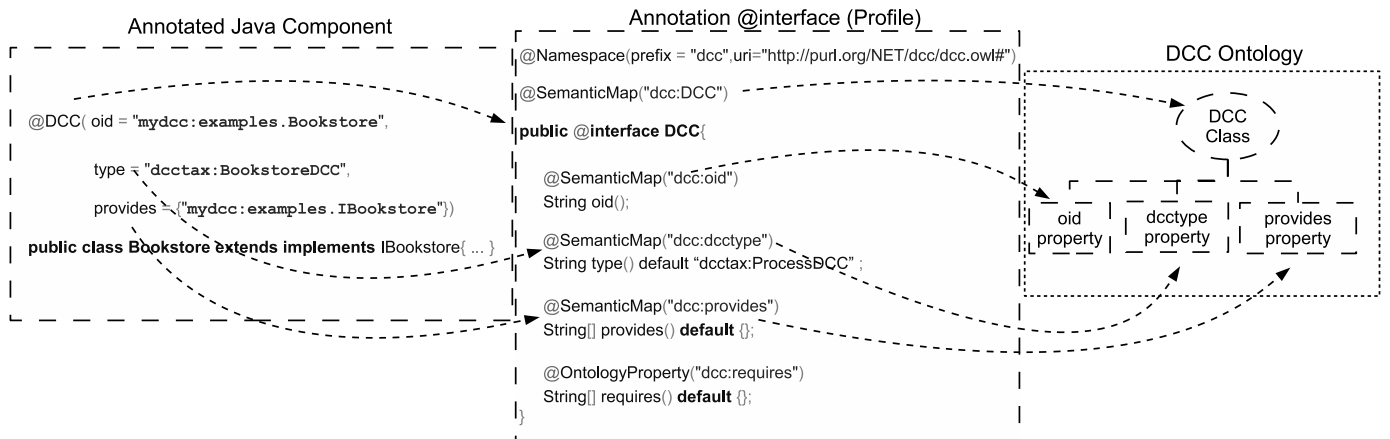 Annotated Java Component
@DCC( oid = "mydcc:examples.Bookstore",
type = "dcctax:BookstoreDCC",
provides = {"mydcc:examples.IBookstore"})
public class Bookstore extends implements IBookstore{ ... }
Annotation @interface (Profile)
@Namespace(prefix = "dcc",uri="http://purl.org/NET/dcc/dcc.owl#")
@SemanticMap("dcc:DCC")
public @interface DCC{
@SemanticMap("dcc:oid")
String oid();
@SemanticMap("dcc:dcctype")
String type() default “dcctax:ProcessDCC” ;
@SemanticMap("dcc:provides")
String[] provides() default {};
@OntologyProperty("dcc:requires")
String[] requires() default {};
}
DCC Ontology
DCC
Class
oid
property
dcctype
property
provides
property